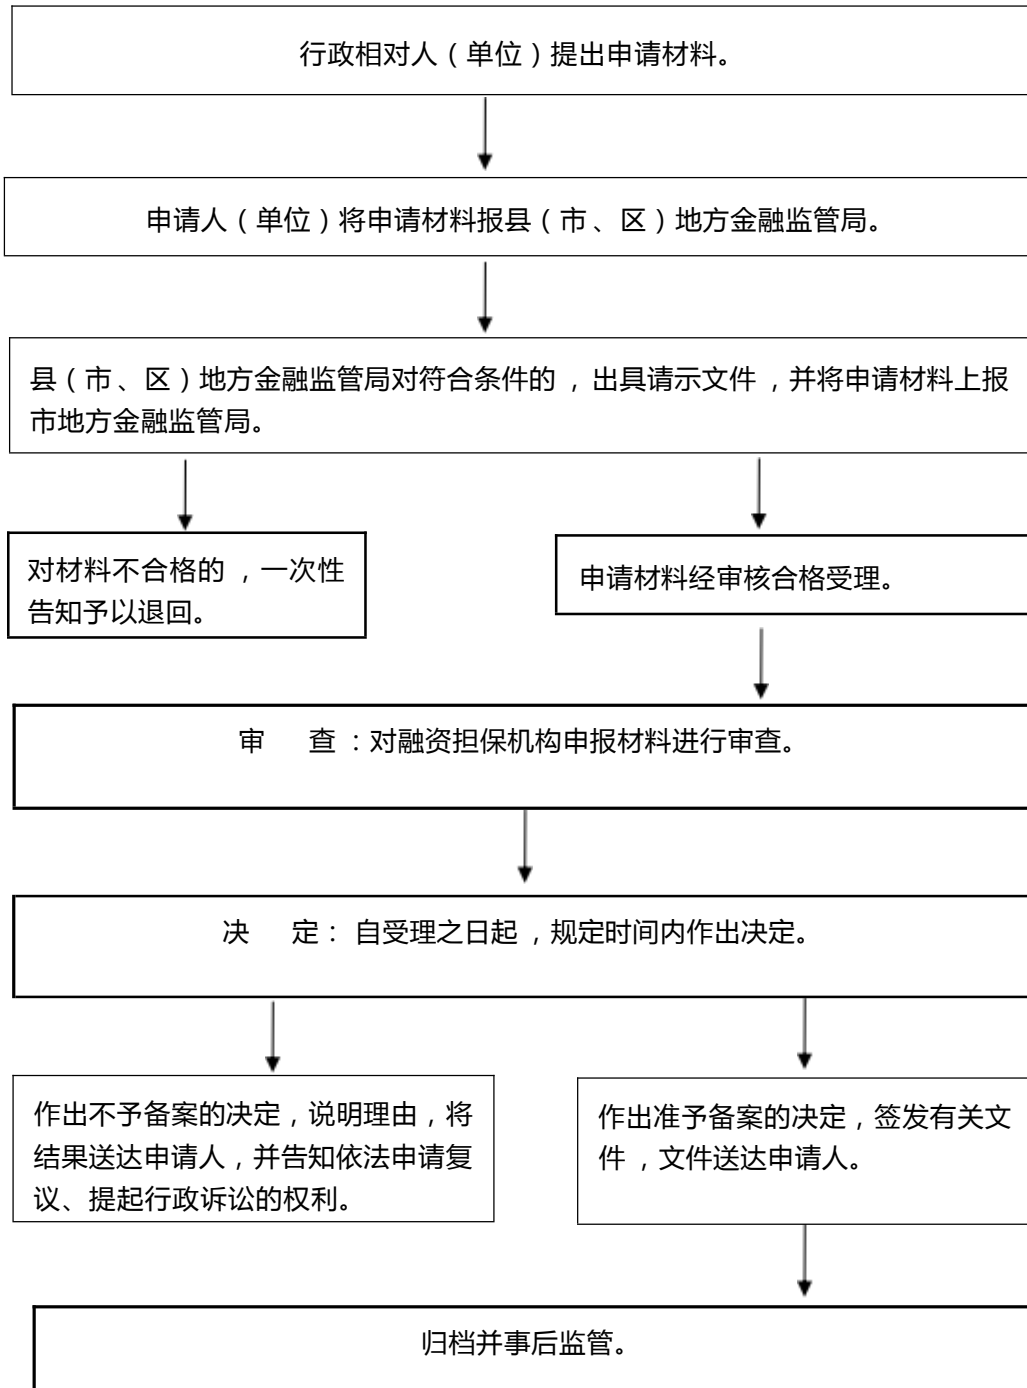 行政相对人（单位）提出申请材料。
申请人（单位）将申请材料报县（市、区）地方金融监管局。
县（市、区）地方金融监管局对符合条件的，出具请示文件，并将申请材料上报
市地方金融监管局。
对材料不合格的，一次性
告知予以退回。
申请材料经审核合格受理。
审　查：对融资担保机构申报材料进行审查。
决　定：自受理之日起，规定时间内作出决定。
作出不予备案的决定，说明理由，将
结果送达申请人，并告知依法申请复
议、提起行政诉讼的权利。
作出准予备案的决定，签发有关文
件，文件送达申请人。
归档并事后监管。